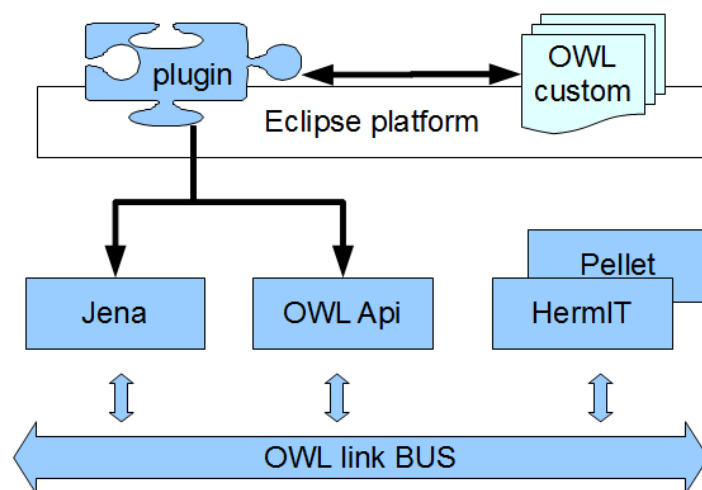 plugin
OWL
custom
Eclipse platform
Pellet
Jena
OWL Api
HermIT
OWL link BUS